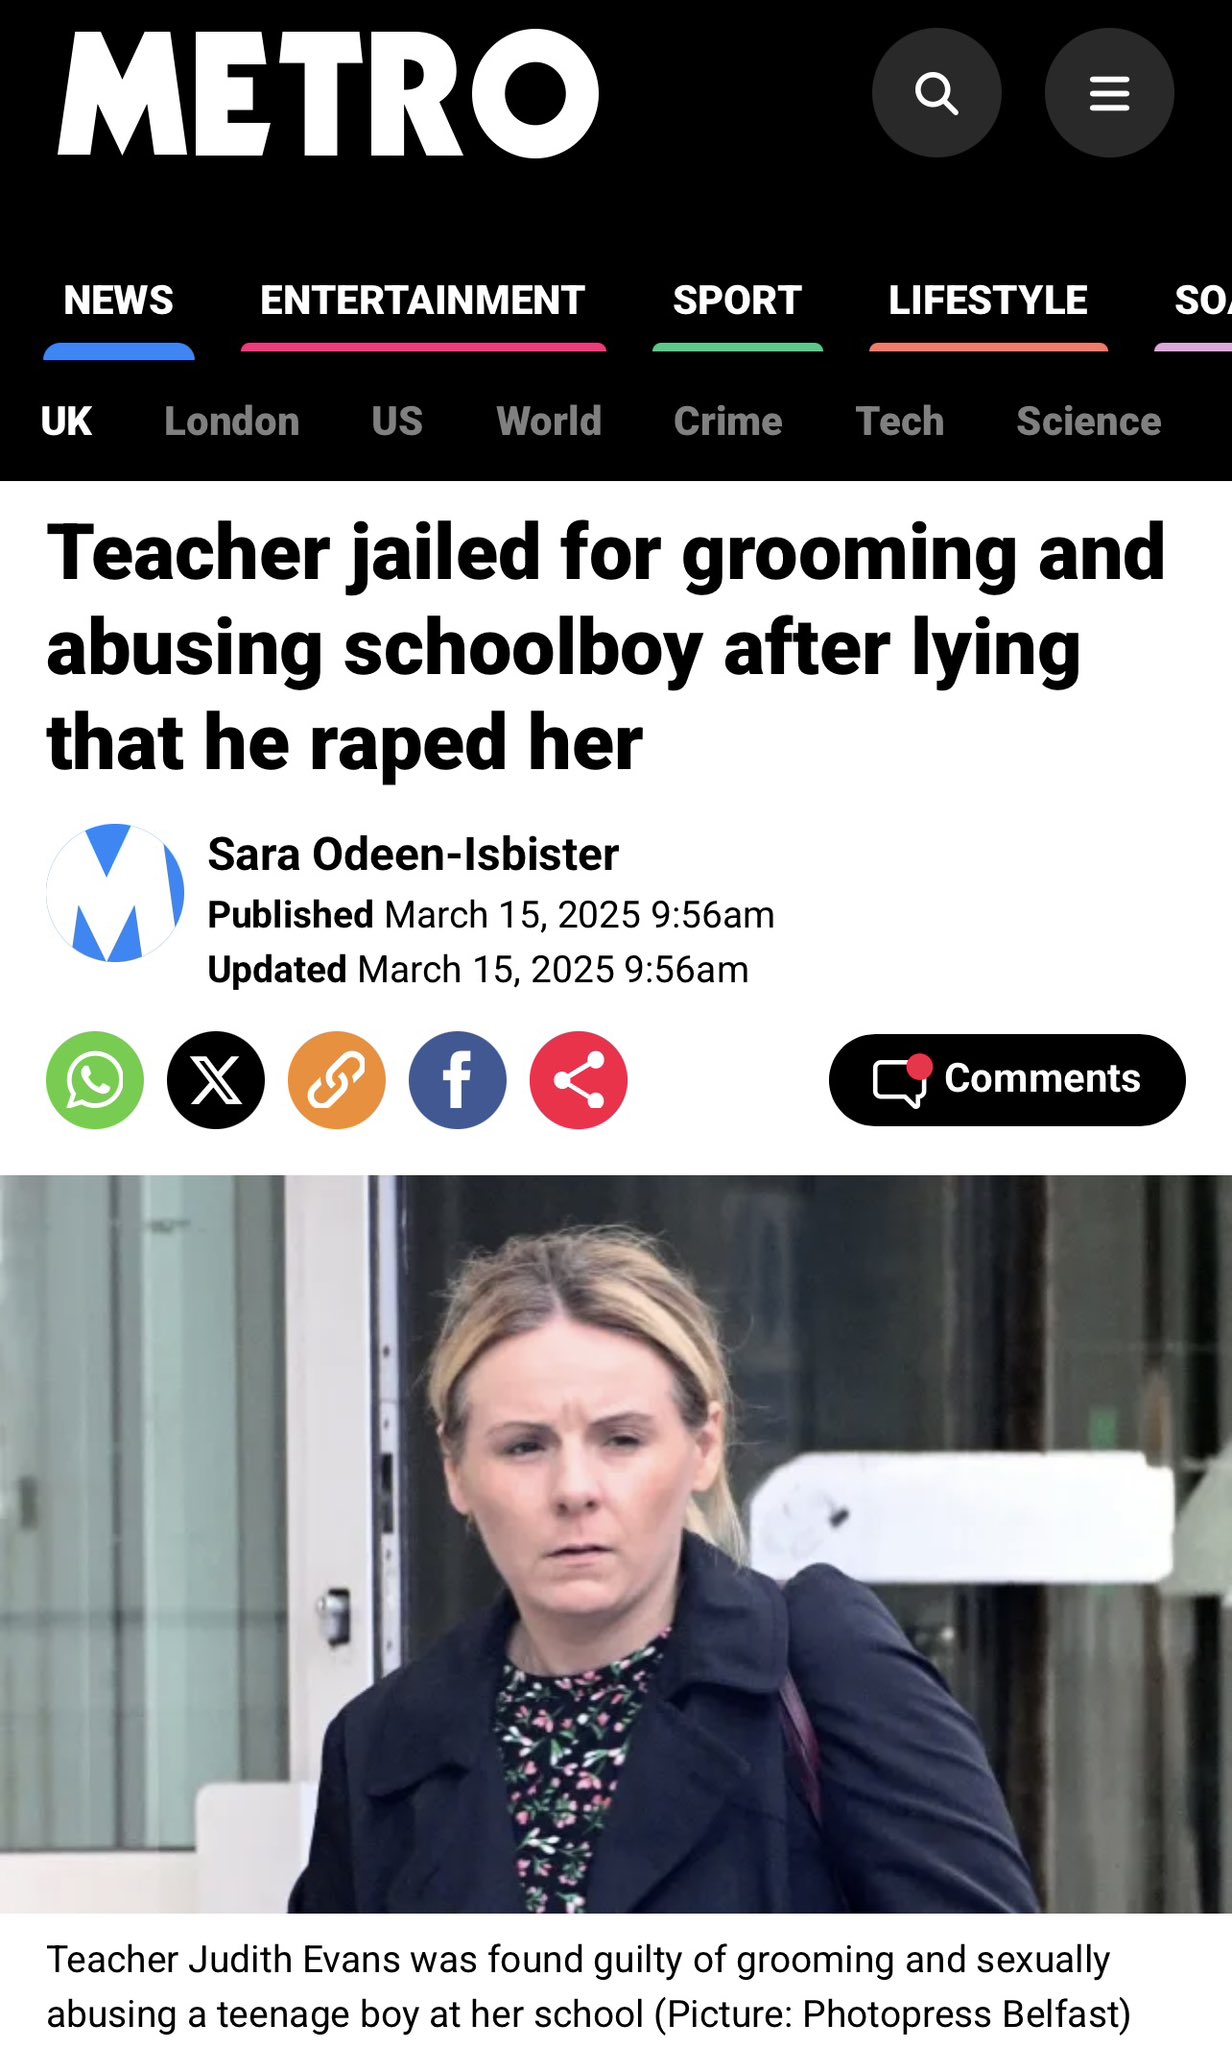 METRO
NEWS ENTERTAINMENT SPORT LIFESTYLE
UK London US World Crime Tech Science
Teacher jailed for grooming and
abusing schoolboy after lying
that he raped her
Sara Odeen-Isbister
Published March 15, 2025 9:56am
Updated March 15, 2025 9:56am
Comments
Teacher Judith Evans was found guilty of grooming and sexually
abusing a teenage boy at her school (Picture: Photopress Belfast)